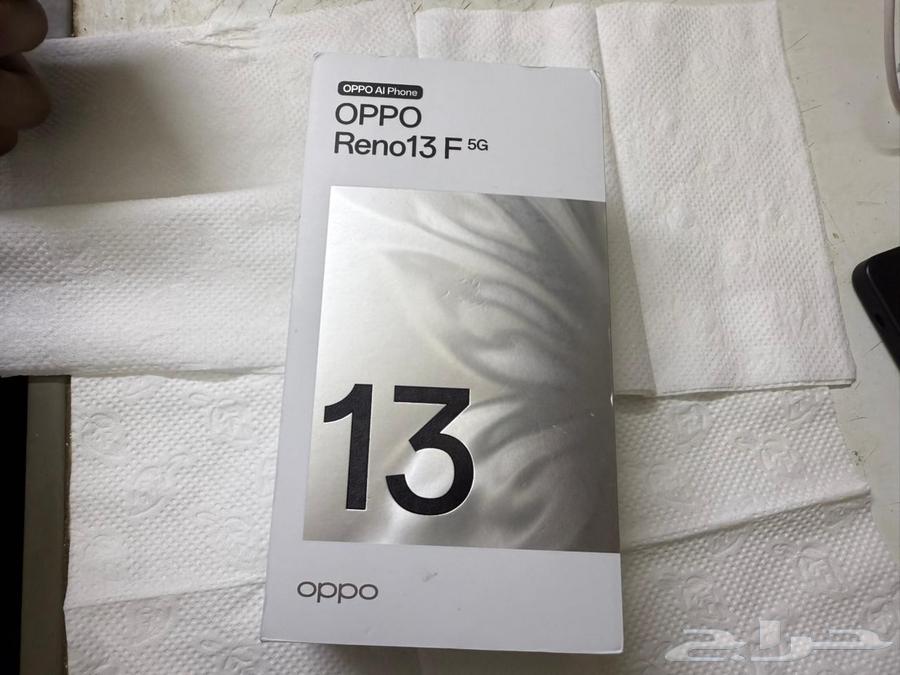 OPPO AI Phone
OPPO
Reno13 F 5G
13
oppo
حراج